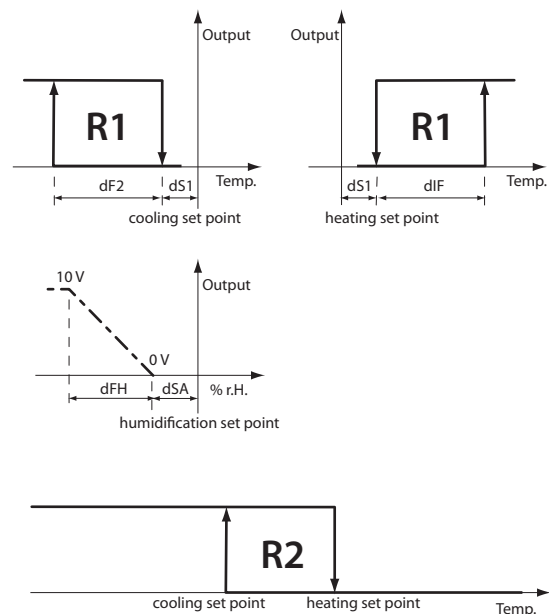 Output
R1
Temp.
dF2
dS1
cooling set point
Output
R1
Temp.
dS1
dIF
heating set point
10 V
Output
0 V
dFH
dSA
% r.H.
humidification set point
R2
cooling set point
heating set point
Temp.